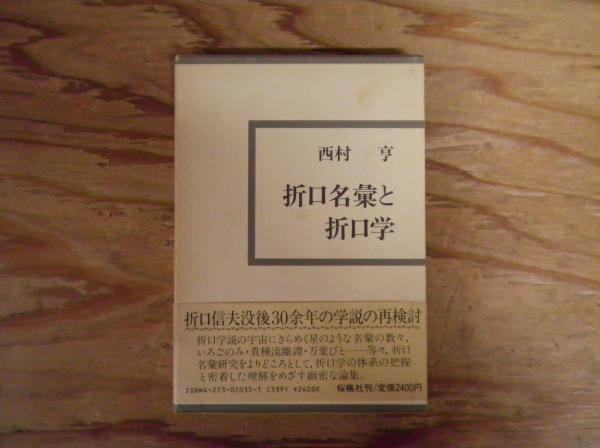 西村 亨
折口名彙と
折口学
折口信夫没後30余年の学説の再検討
折口学説の宇宙にきらめく星のような名彙の数々,
いろごのみ・貴種流離譚・万葉びと……等々, 折口
名彙研究をよりどころとして, 折口学の体系の把握
と密着した理解をめざす緻密な論集。
ISBN4-273-02035-1 C3391 ¥2400E 桜楓社刊/定価2400円